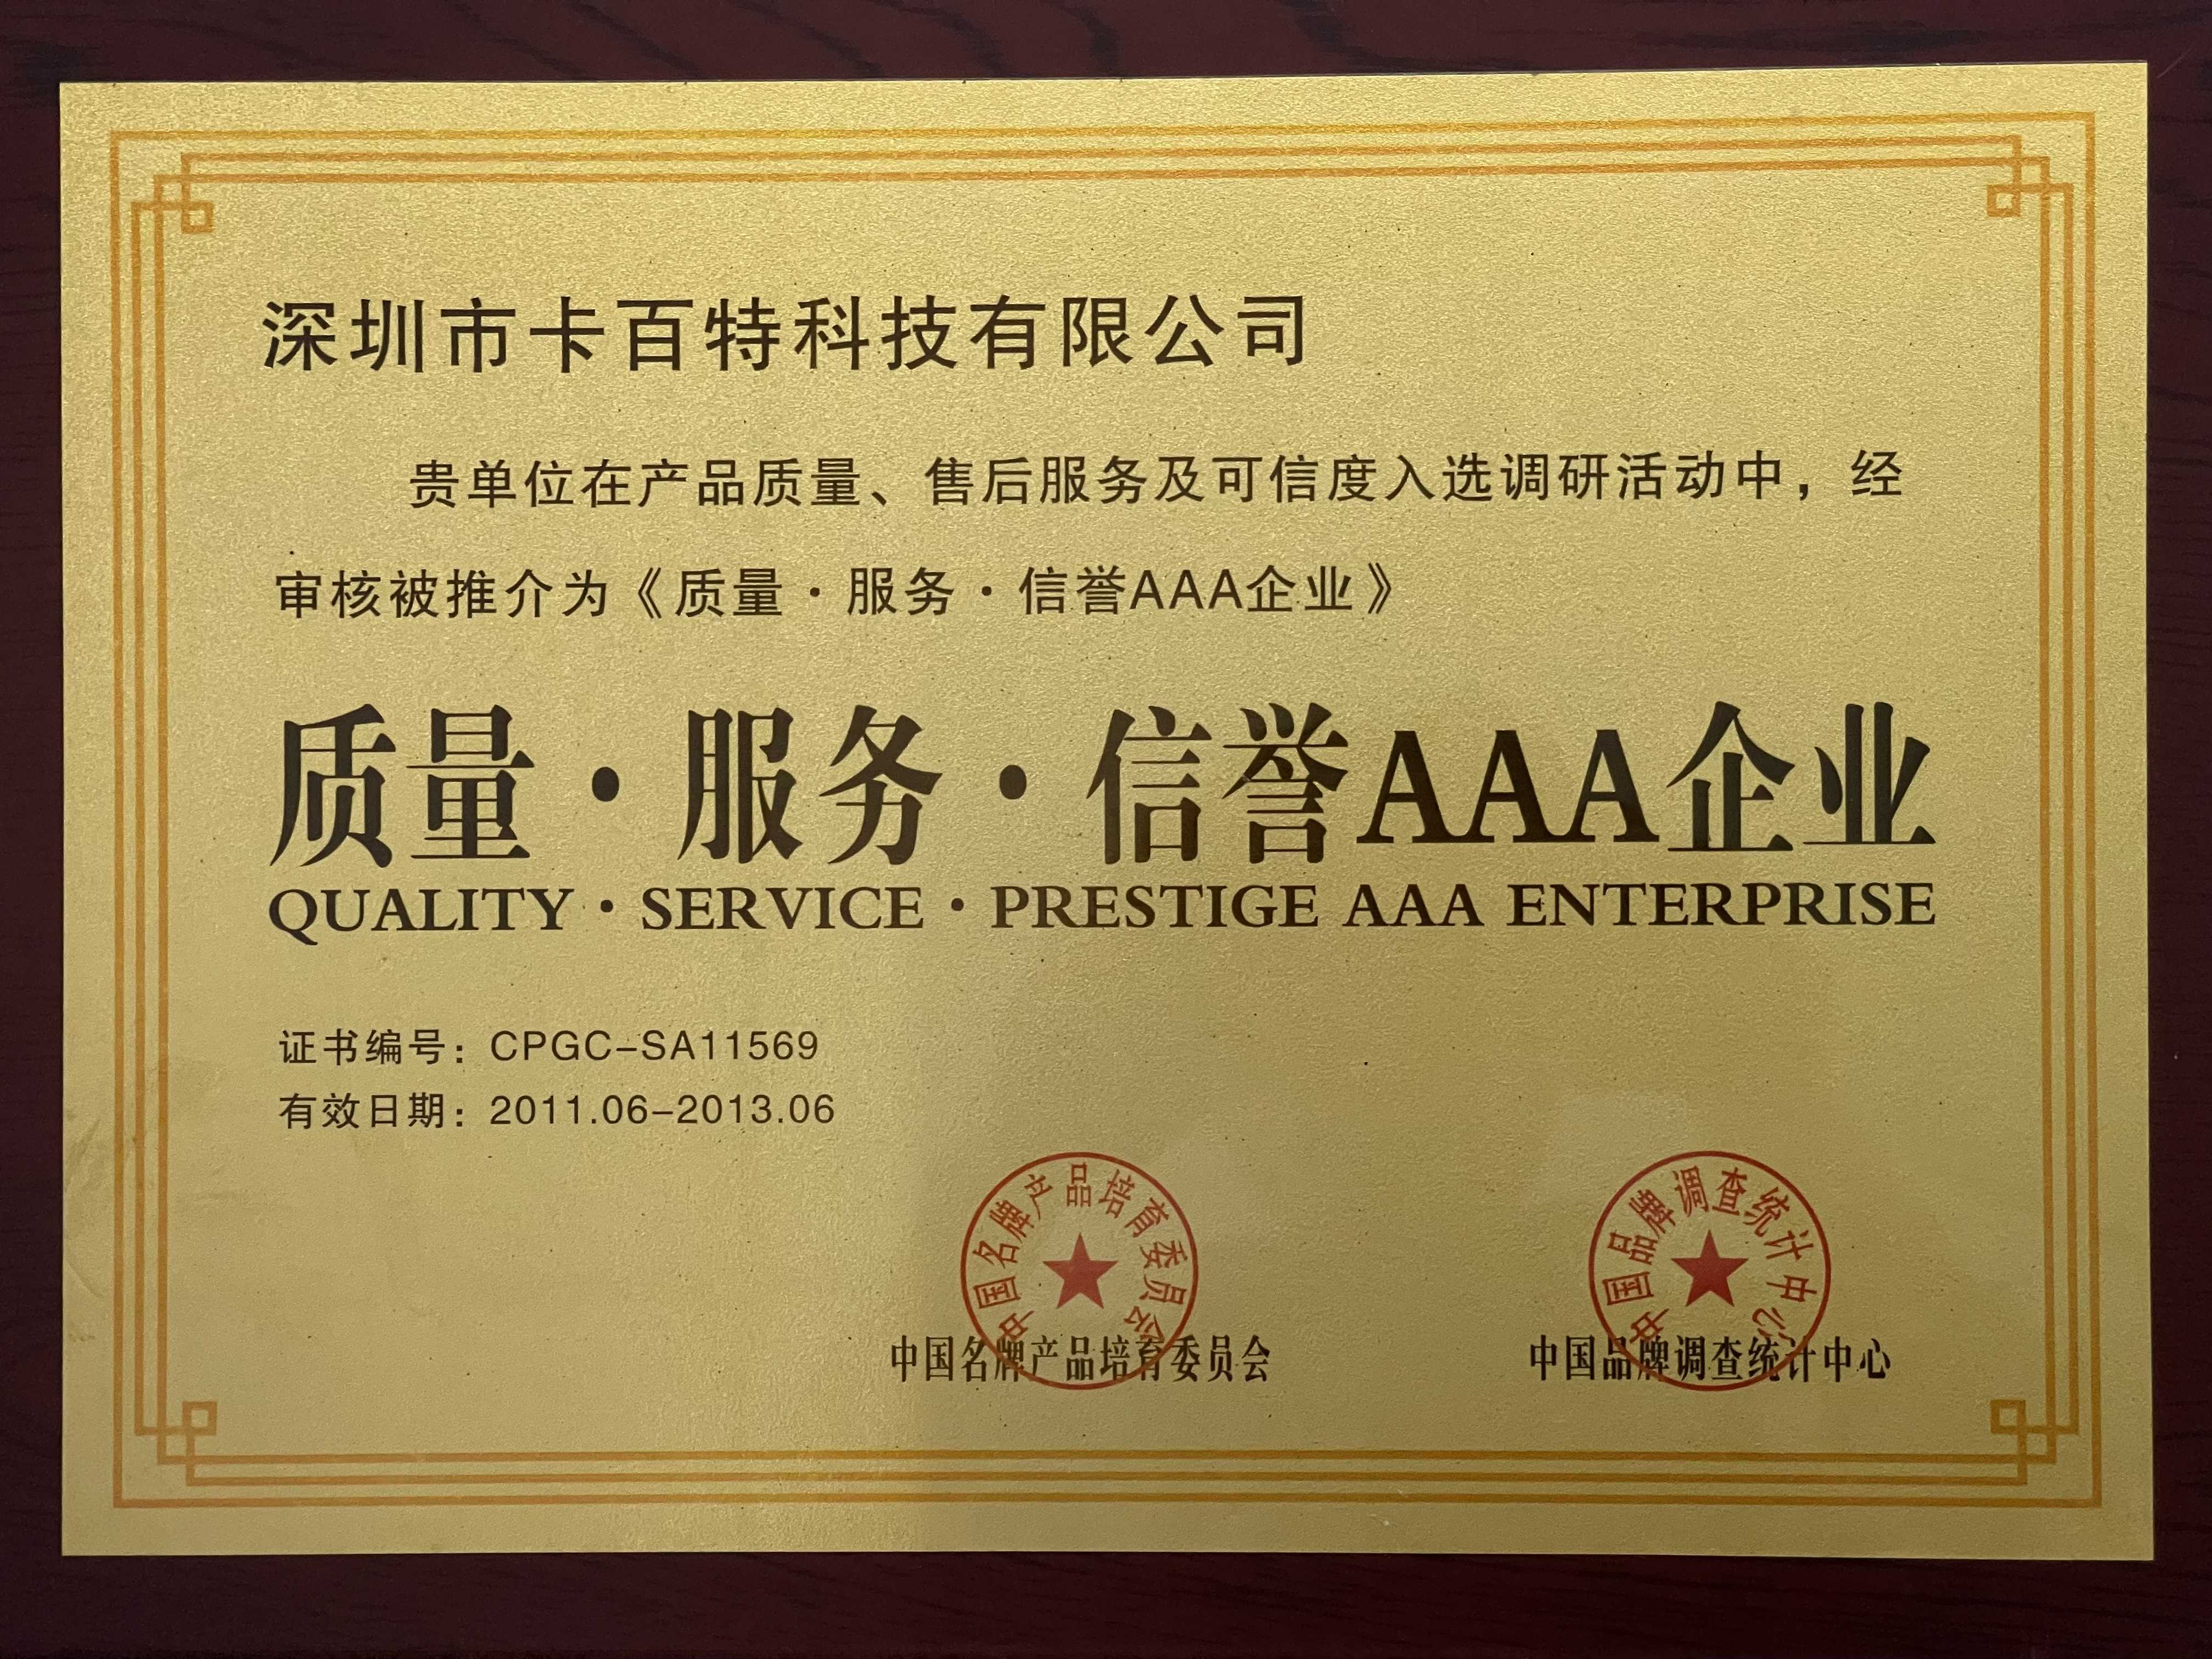 深圳市卡百特科技有限公司
贵单位在产品质量、售后服务及可信度入选调研活动中，经
审核被推介为《质量·服务·信誉AAA企业》
质量·服务·信誉AAA企业
QUALITY·SERVICE·PRESTIGE AAA ENTERPRISE
证书编号：CPGC-SA11569
有效日期：2011.06-2013.06
中国名牌产品培育委员会
中国品牌调查统计中心
中国名牌产品培育委员会
中国品牌调查统计中心